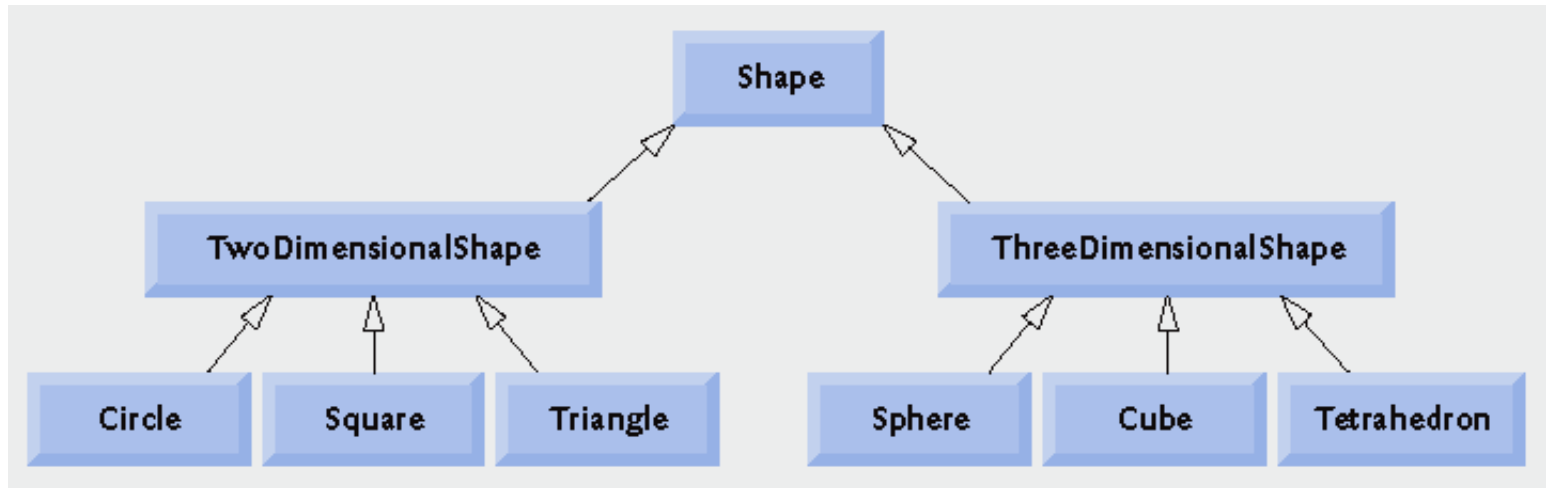 Shape
TwoDimensionalShape
ThreeDimensionalShape
Circle
Square
Triangle
Sphere
Cube
Tetrahedron